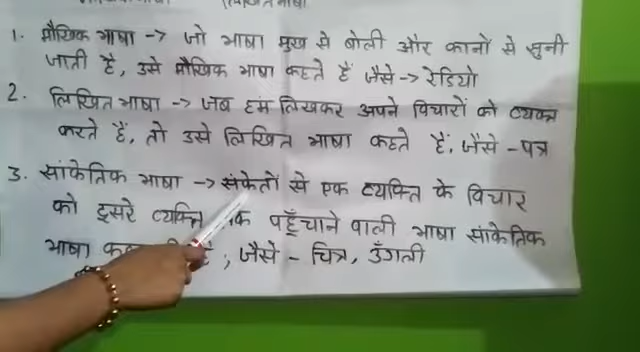 लिखित भाषा
1. मौखिक भाषा -> जो भाषा मुख से बोली और कानों से सुनी
जाती है, उसे मौखिक भाषा कहते हैं जैसे -> रेडियो
2. लिखित भाषा -> जब हम लिखकर अपने विचारों को व्यक्त
करते हैं, तो उसे लिखित भाषा कहते हैं, जैसे - पत्र
3. सांकेतिक भाषा -> संकेतों से एक व्यक्ति के विचार
को दूसरे व्यक्ति तक पहुँचाने वाली भाषा सांकेतिक
भाषा ; जैसे - चित्र, उँगली